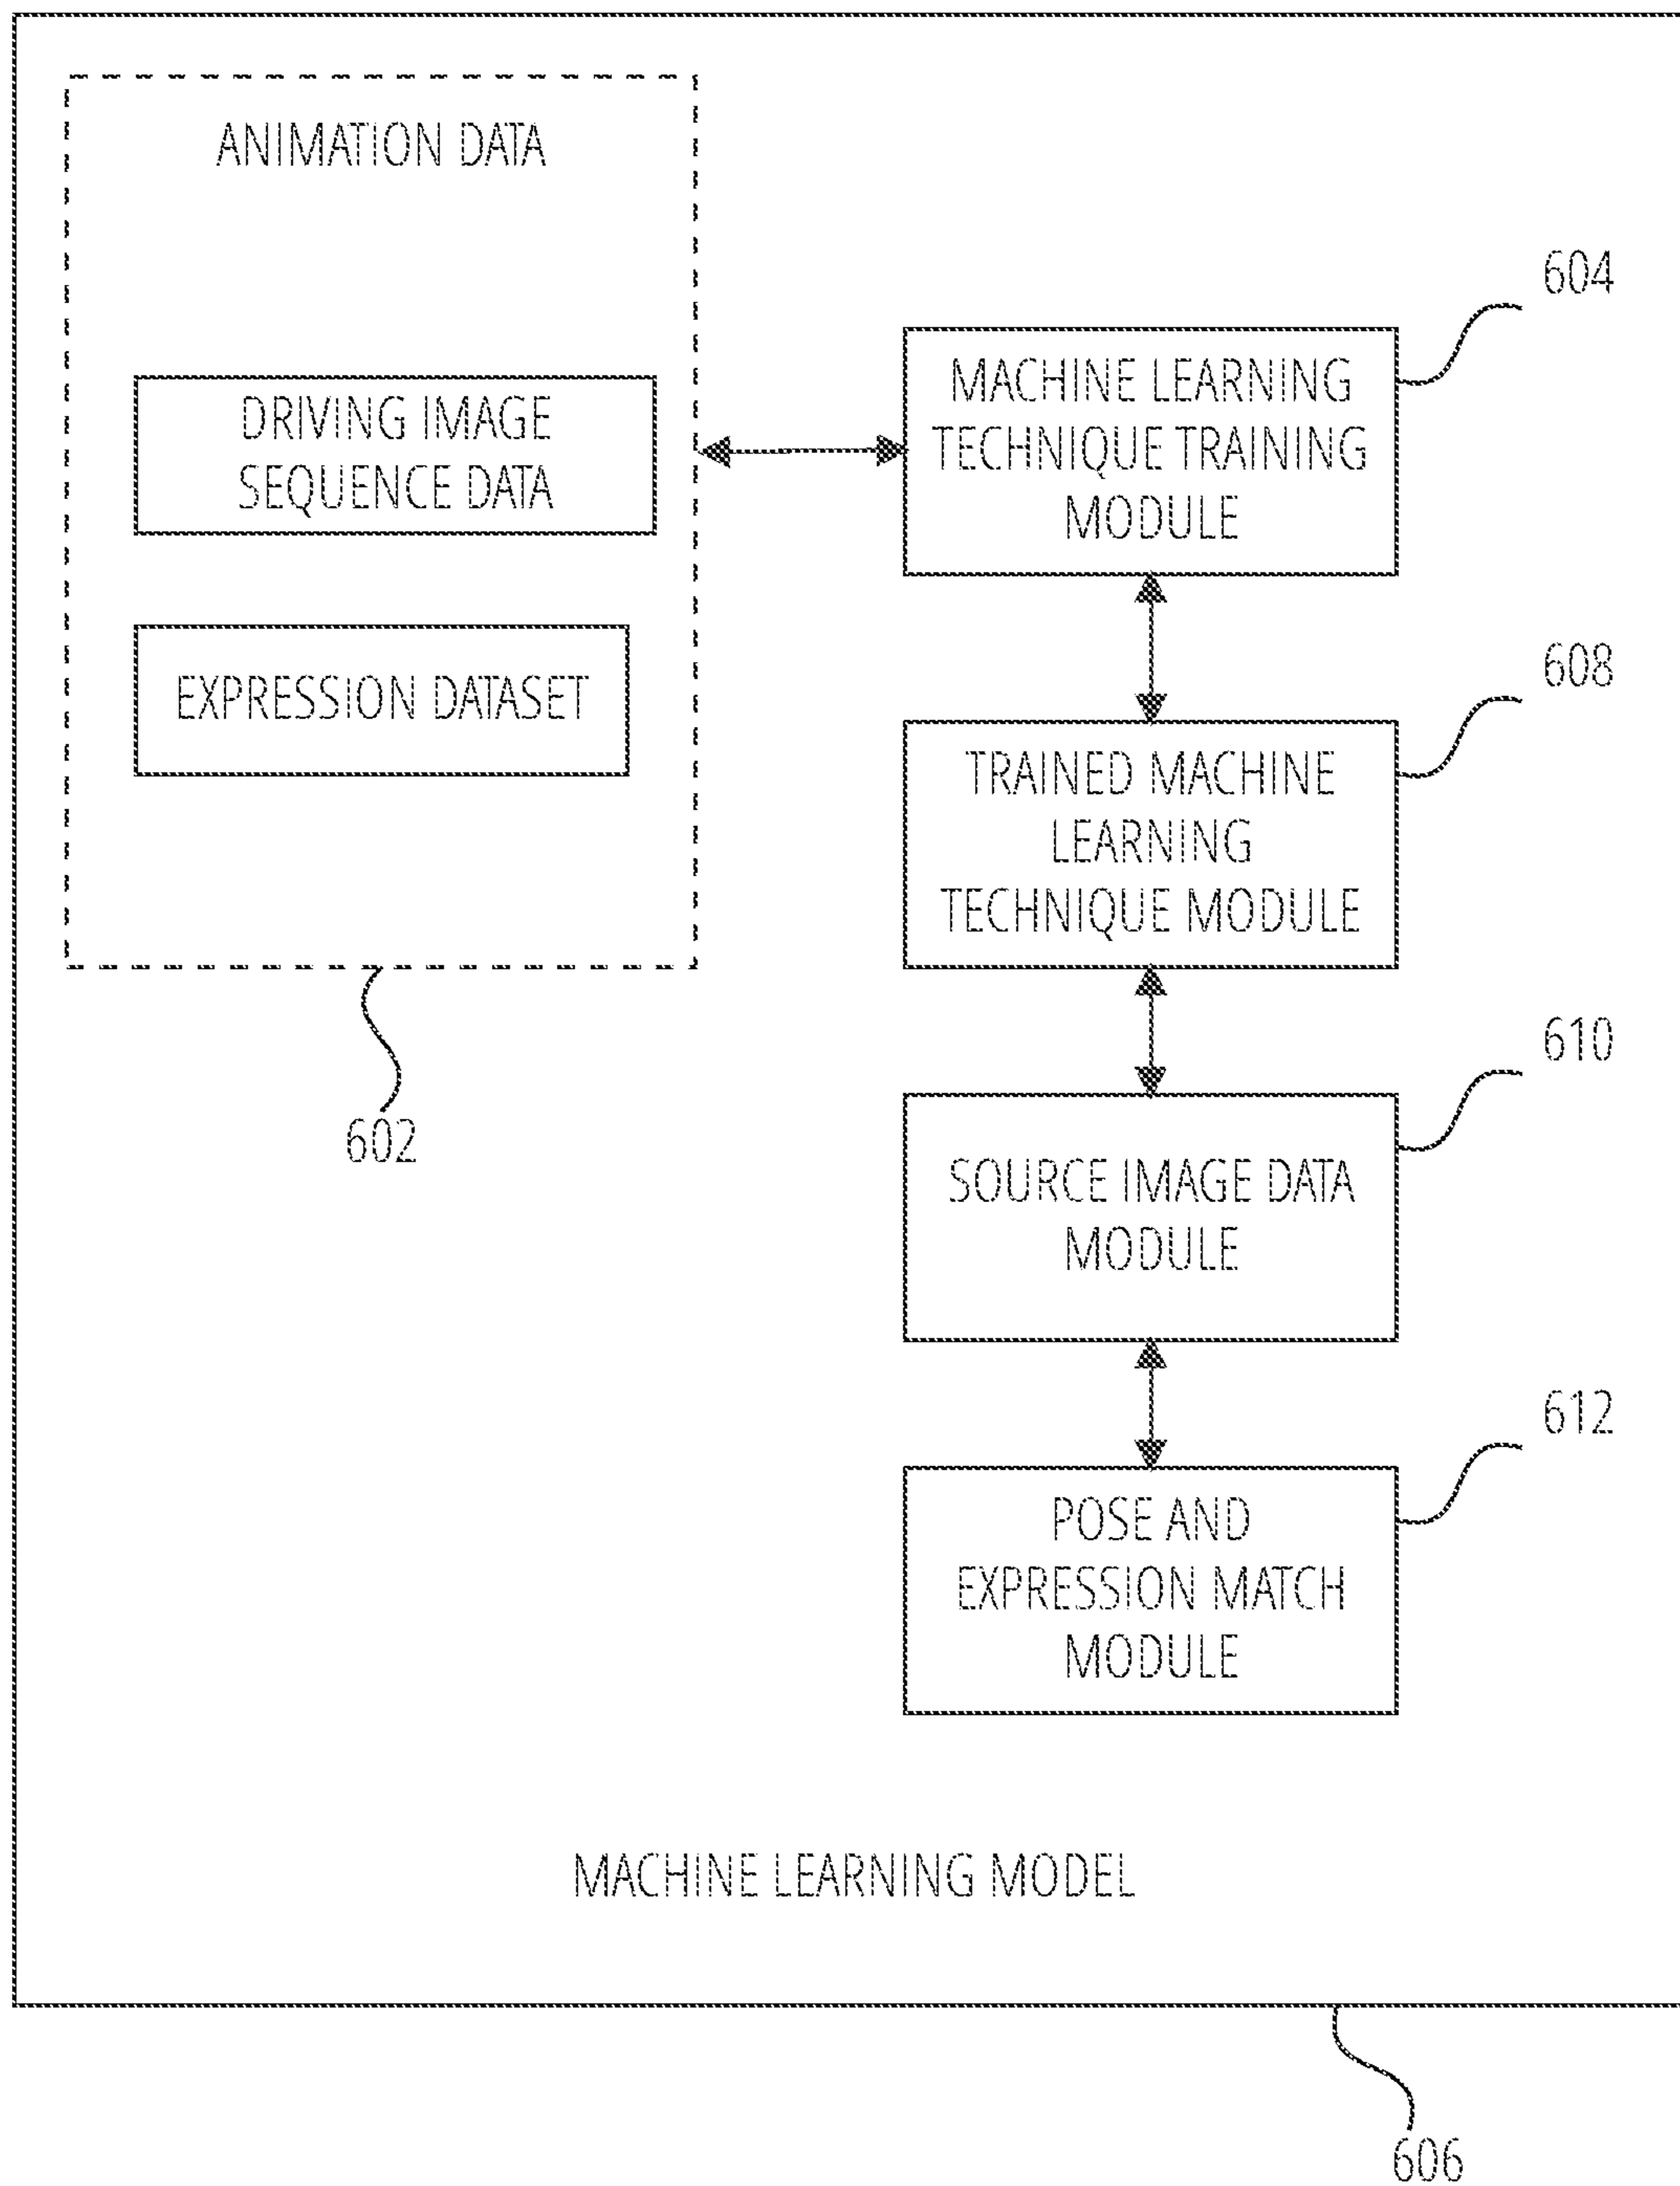 ANIMATION DATA
DRIVING IMAGE
SEQUENCE DATA
EXPRESSION DATASET
602
604
MACHINE LEARNING
TECHNIQUE TRAINING
MODULE
608
TRAINED MACHINE
LEARNING
TECHNIQUE MODULE
610
SOURCE IMAGE DATA
MODULE
612
POSE AND
EXPRESSION MATCH
MODULE
MACHINE LEARNING MODEL
606